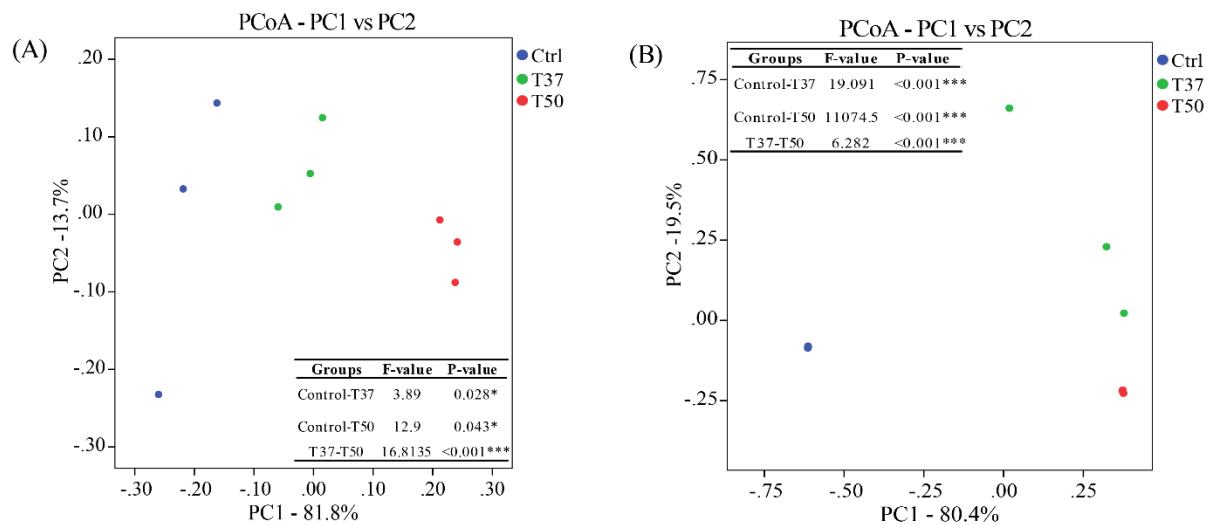 (A)
PCoA - PC1 vs PC2
Ctrl
T37
T50
.20
.10
.00
-.10
-.20
-.30
PC2 -13.7%
Groups F-value P-value
Control-T37 3.89 0.028*
Control-T50 12.9 0.043*
T37-T50 16.8135 <0.001***
-.30 -.20 -.10 .00 .10 .20 .30
PC1 - 81.8%
(B)
PCoA - PC1 vs PC2
Ctrl
T37
T50
Groups F-value P-value
Control-T37 19.091 <0.001***
Control-T50 11074.5 <0.001***
T37-T50 6.282 <0.001***
.75
.50
.25
.00
-.25
PC2 -19.5%
-.75 -.50 .00 .25
PC1 - 80.4%